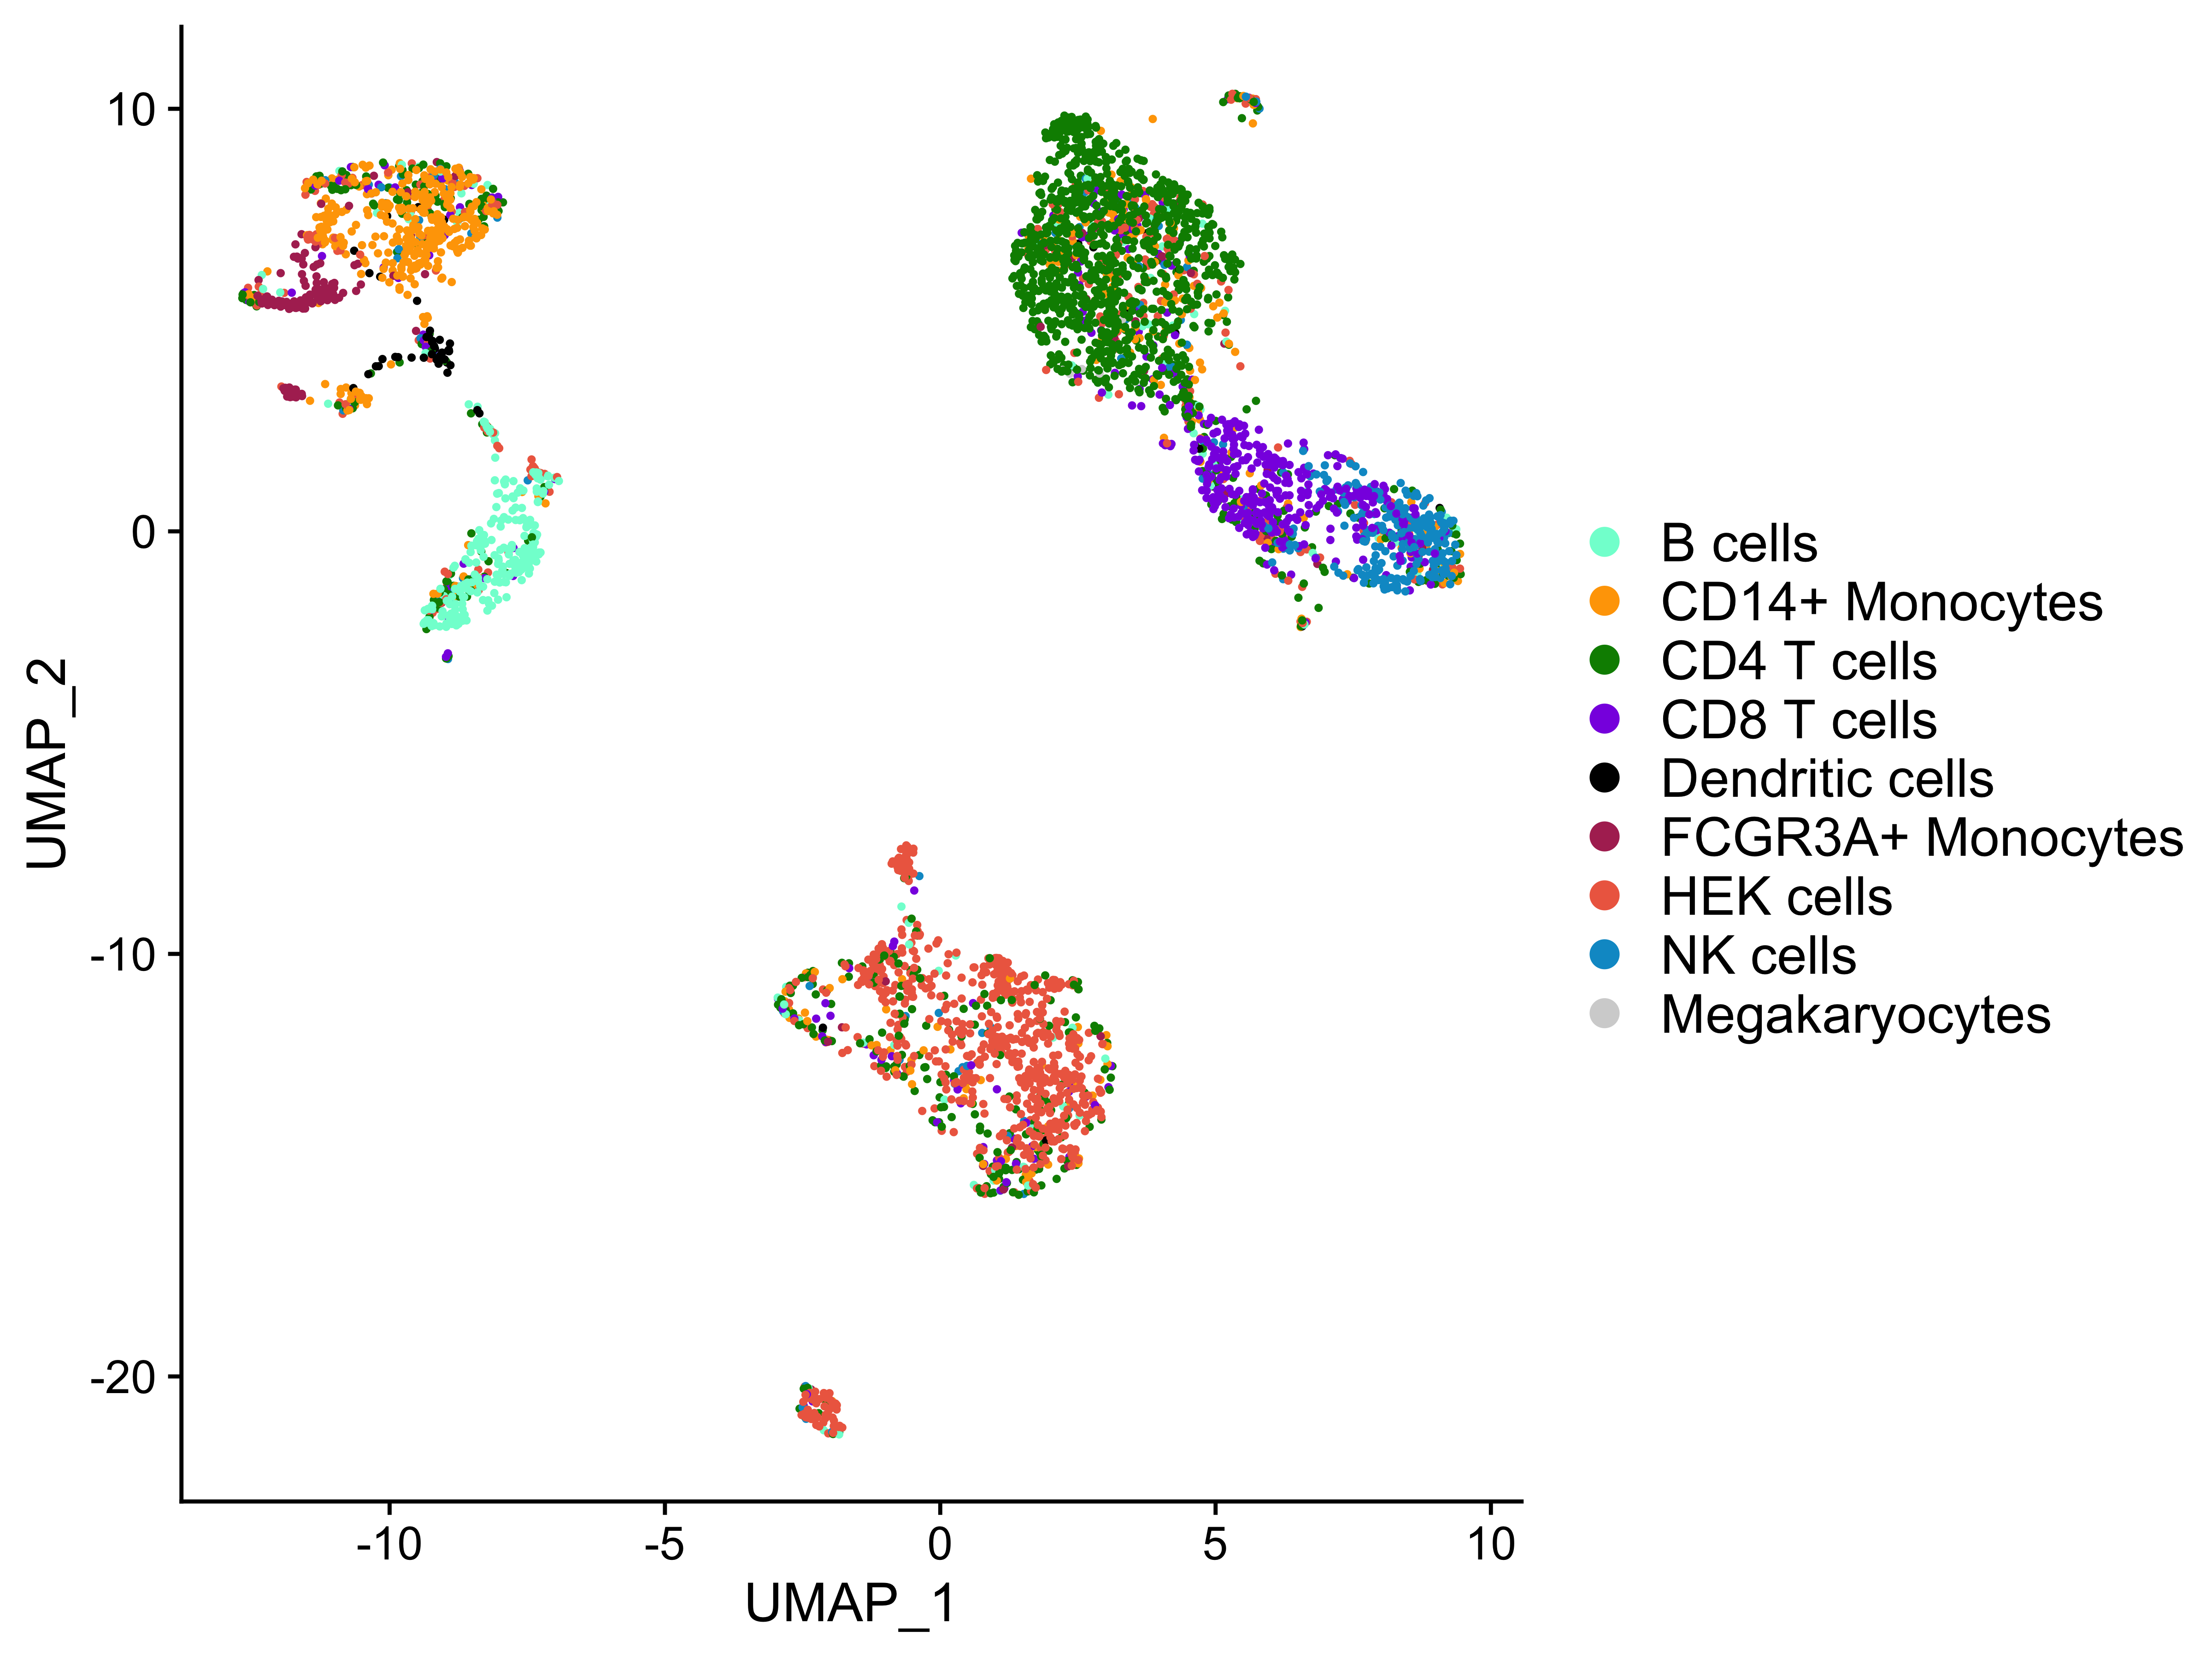 10
0
-10
-20
UMAP_2
-10
-5
0
5
10
UMAP_1
B cells
CD14+ Monocytes
CD4 T cells
CD8 T cells
Dendritic cells
FCGR3A+ Monocytes
HEK cells
NK cells
Megakaryocytes